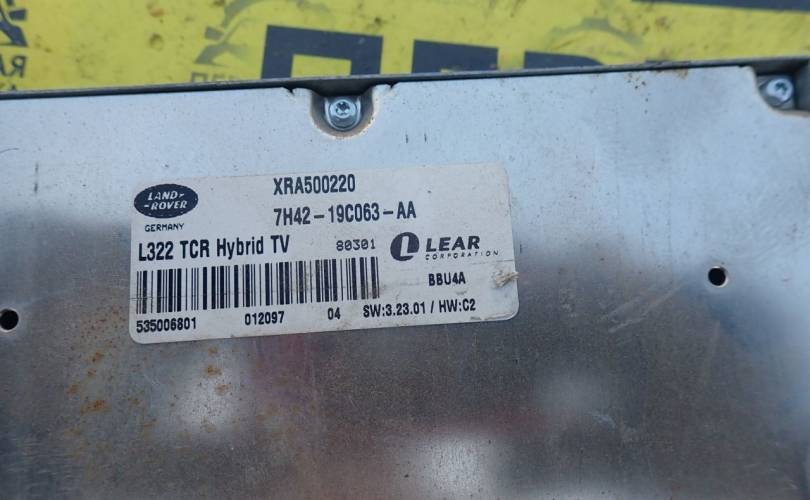 XRA500220
LAND-
-ROVER
7H42-19C063-AA
GERMANY
L322 TCR Hybrid TV 80301 LEAR
CORPORATION
BBU4A
535006801 012097 04 SW:3.23.01 / HW:C2